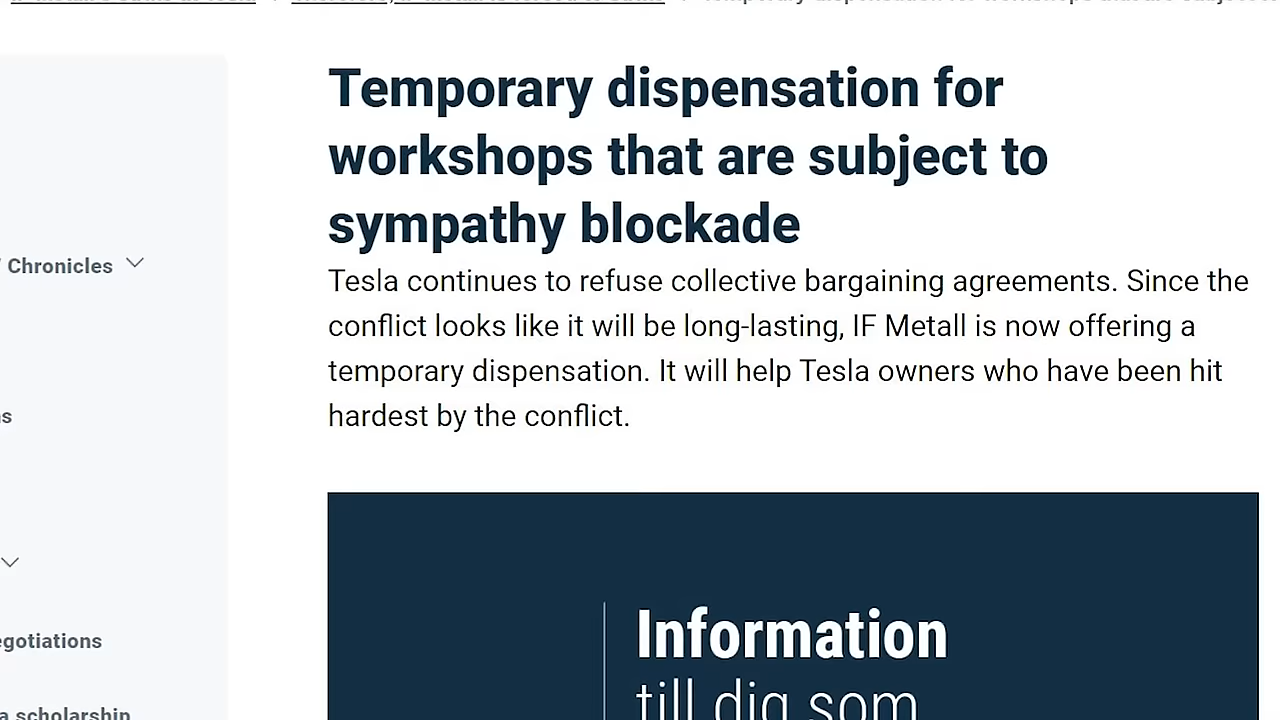 Temporary dispensation for
workshops that are subject to
sympathy blockade
Chronicles
Tesla continues to refuse collective bargaining agreements. Since the
conflict looks like it will be long-lasting, IF Metall is now offering a
temporary dispensation. It will help Tesla owners who have been hit
hardest by the conflict.
Information
till dig som
egotiations
a scholarship